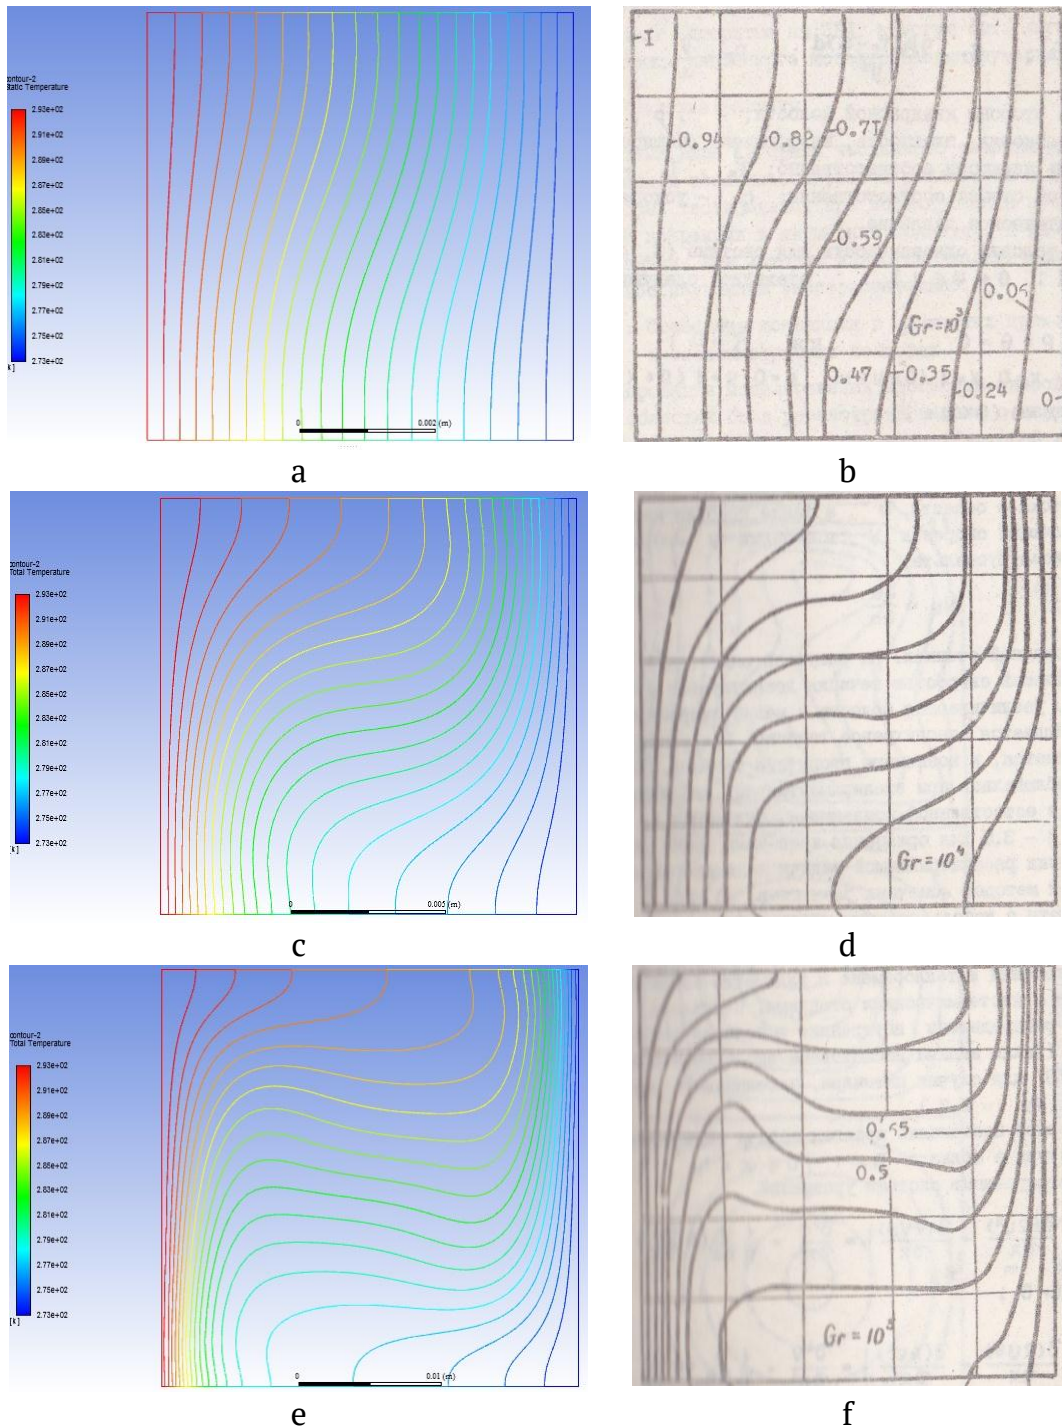 contour-2
Static Temperature
2.93e+02
2.91e+02
2.89e+02
2.87e+02
2.85e+02
2.83e+02
2.82e+02
2.80e+02
2.77e+02
2.75e+02
2.73e+02
[k]
0 0.002 (m)
a
-I
-0.94 -0.82 -0.71
-0.59
0.06
Gr=10³
0.47 -0.35 -0.24 0-
b
contour-2
Total Temperature
2.93e+02
2.91e+02
2.89e+02
2.87e+02
2.85e+02
2.83e+02
2.81e+02
2.79e+02
2.77e+02
2.75e+02
2.73e+02
[k]
0 0.005 (m)
c
Gr=10⁴
d
contour-2
Total Temperature
2.93e+02
2.91e+02
2.89e+02
2.87e+02
2.85e+02
2.83e+02
2.81e+02
2.79e+02
2.77e+02
2.75e+02
2.73e+02
[k]
0 0.01 (m)
e
0.65
0.5
Gr=10⁵
f